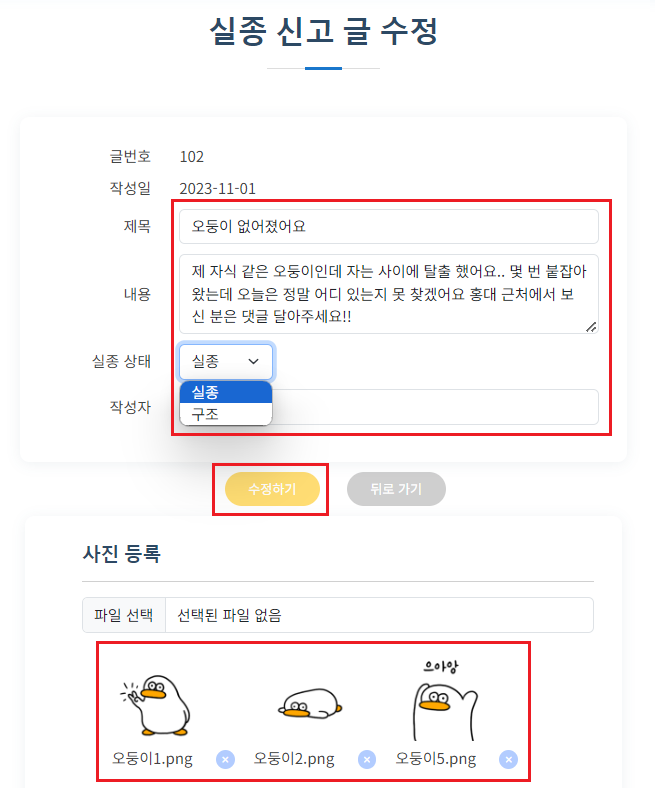 실종 신고 글 수정
글번호 102
작성일 2023-11-01
제목 오둥이 없어졌어요
내용 제 자식 같은 오둥이인데 자는 사이에 탈출 했어요.. 몇 번 붙잡아
왔는데 오늘은 정말 어디 있는지 못 찾겠어요 홍대 근처에서 보
신 분은 댓글 달아주세요!!
실종 상태 실종
실종
구조
작성자
수정하기 뒤로 가기
사진 등록
파일 선택 선택된 파일 없음
으아앙
오둥이1.png 오둥이2.png 오둥이5.png